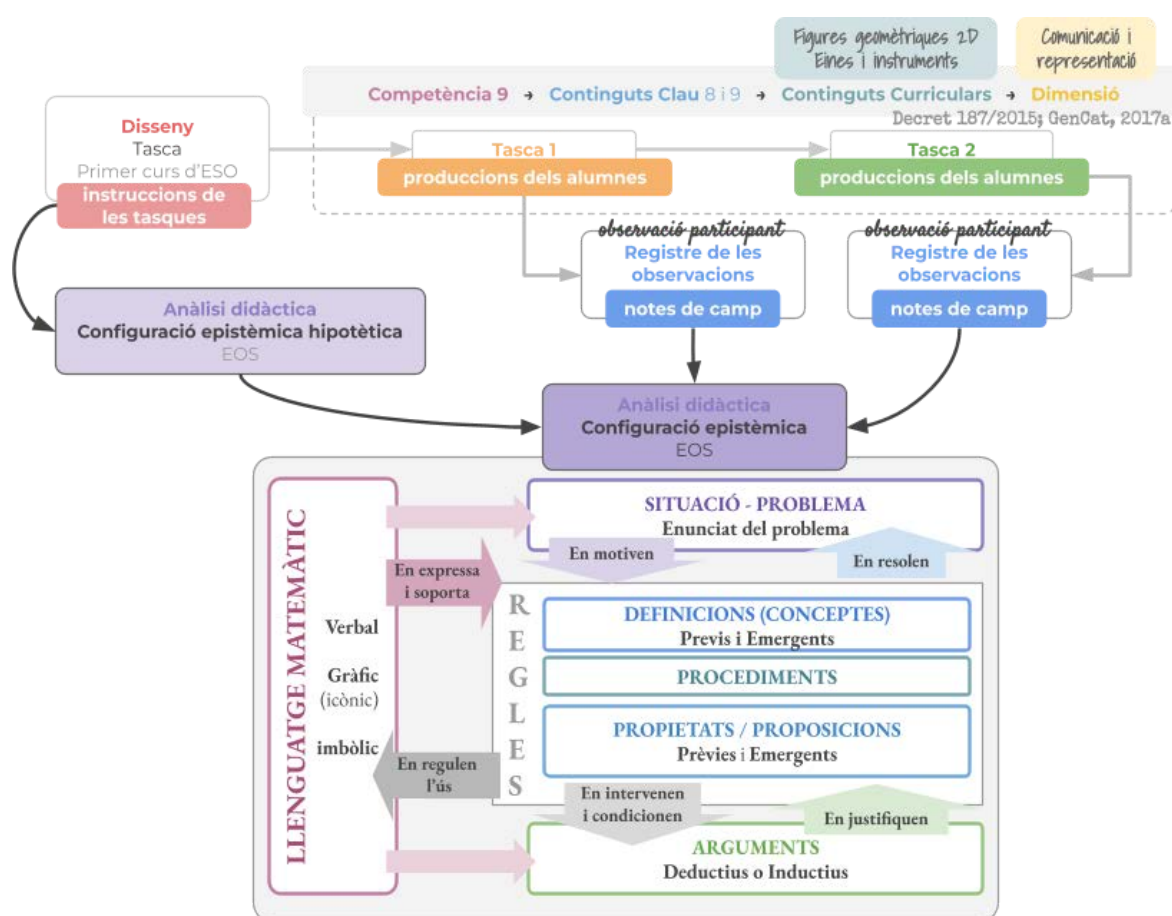 Figures geomètriques 2D
Eines i instruments
Comunicació i
representació
Competència 9 → Continguts Clau 8 i 9 → Continguts Curriculars → Dimensió
Decret 187/2015; GenCat, 2017a
Disseny
Tasca
Primer curs d'ESO
instruccions de
les tasques
Tasca 1
produccions dels alumnes
Tasca 2
produccions dels alumnes
observació participant
Registre de les
observacions
notes de camp
observació participant
Registre de les
observacions
notes de camp
Anàlisi didàctica
Configuració epistèmica hipotètica
EOS
Anàlisi didàctica
Configuració epistèmica
EOS
LLENGUATGE MATEMÀTIC
Verbal
Gràfic
(icònic)
imbòlic
SITUACIÓ - PROBLEMA
Enunciat del problema
En motiven
En resolen
En expressa
i soporta
REGLES
DEFINICIONS (CONCEPTES)
Previs i Emergents
PROCEDIMENTS
PROPIETATS / PROPOSICIONS
Prèvies i Emergents
En regulen
l'ús
En intervenen
i condicionen
En justifiquen
ARGUMENTS
Deductius o Inductius